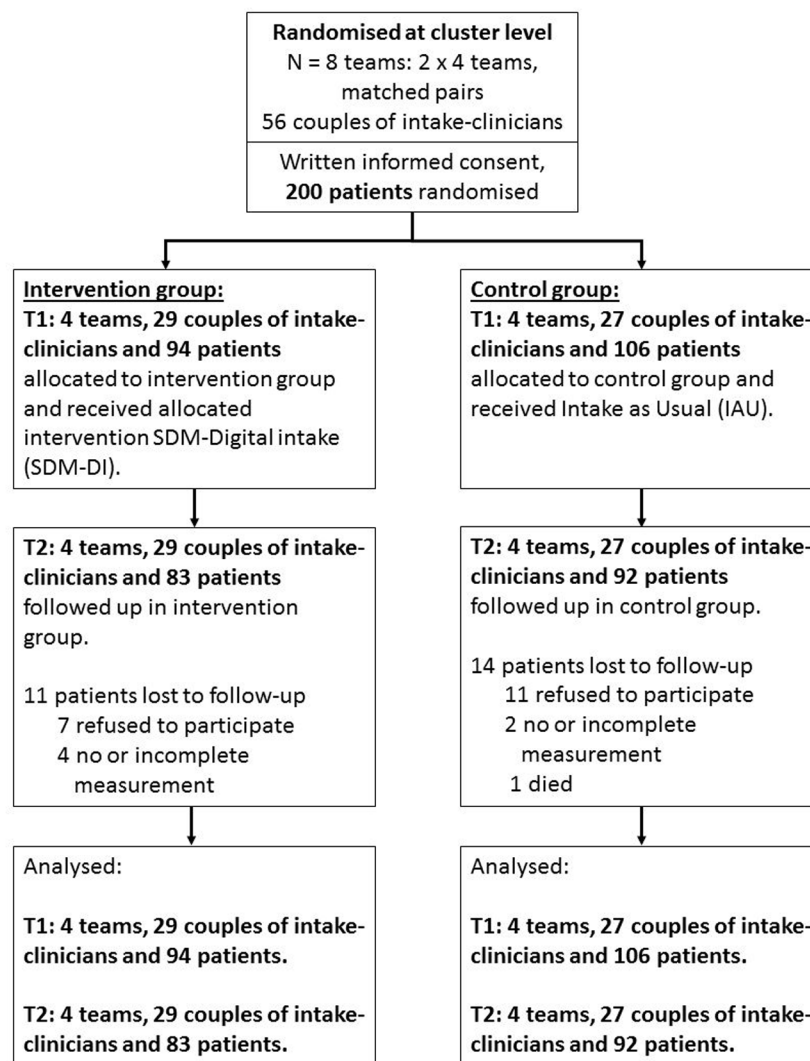 Randomised at cluster level
N = 8 teams: 2 x 4 teams,
matched pairs
56 couples of intake-clinicians
Written informed consent,
200 patients randomised
Intervention group:
T1: 4 teams, 29 couples of intake-
clinicians and 94 patients
allocated to intervention group
and received allocated
intervention SDM-Digital intake
(SDM-DI).
Control group:
T1: 4 teams, 27 couples of intake-
clinicians and 106 patients
allocated to control group and
received Intake as Usual (IAU).
T2: 4 teams, 29 couples of intake-
clinicians and 83 patients
followed up in intervention
group.
11 patients lost to follow-up
7 refused to participate
4 no or incomplete
measurement
T2: 4 teams, 27 couples of intake-
clinicians and 92 patients
followed up in control group.
14 patients lost to follow-up
11 refused to participate
2 no or incomplete
measurement
1 died
Analysed:
T1: 4 teams, 29 couples of intake-
clinicians and 94 patients.
T2: 4 teams, 29 couples of intake-
clinicians and 83 patients.
Analysed:
T1: 4 teams, 27 couples of intake-
clinicians and 106 patients.
T2: 4 teams, 27 couples of intake-
clinicians and 92 patients.